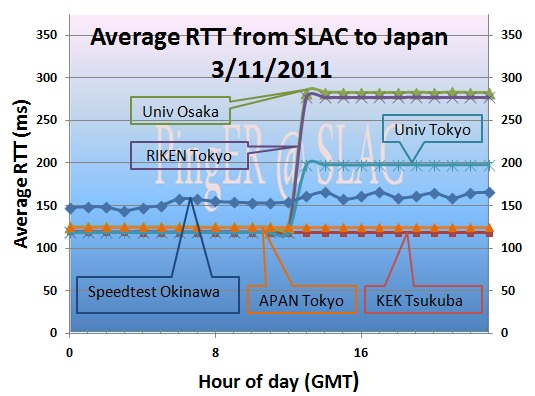 Average RTT from SLAC to Japan
3/11/2011
350
300
250
200
150
100
50
0
350
300
250
200
150
100
50
0
Average RTT (ms)
PingER @ SLAC
Univ Osaka
Univ Tokyo
RIKEN Tokyo
Speedtest Okinawa
APAN Tokyo
KEK Tsukuba
0
8
16
Hour of day (GMT)